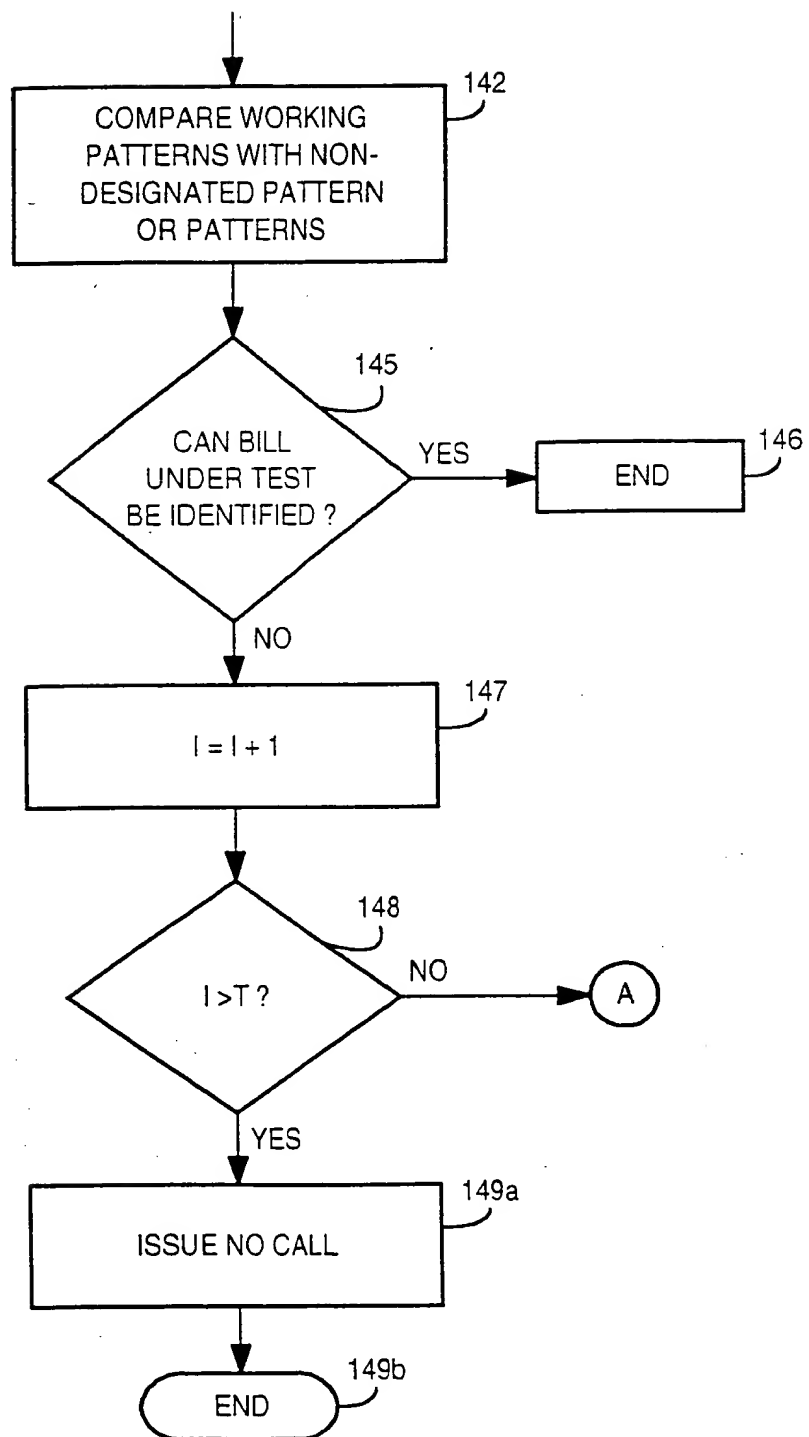 142
COMPARE WORKING
PATTERNS WITH NON-
DESIGNATED PATTERN
OR PATTERNS
145
CAN BILL
UNDER TEST
BE IDENTIFIED ?
YES
146
END
NO
147
I = I + 1
148
I >T ?
NO
A
YES
149a
ISSUE NO CALL
149b
END